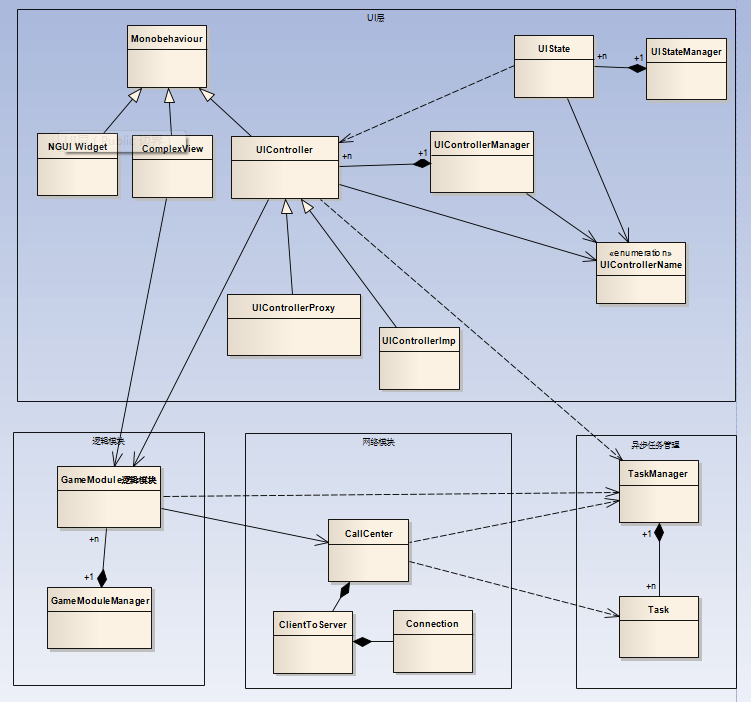 UI层
Monobehaviour
UIState
+n
+1
UIStateManager
NGUI Widget
ComplexView
UIController
+n
+1
UIControllerManager
«enumeration»
UIControllerName
UIControllerProxy
UIControllerImp
逻辑模块
网络模块
异步任务管理
GameModule逻辑模块
TaskManager
+n
+1
GameModuleManager
CallCenter
+1
+n
ClientToServer
Connection
Task